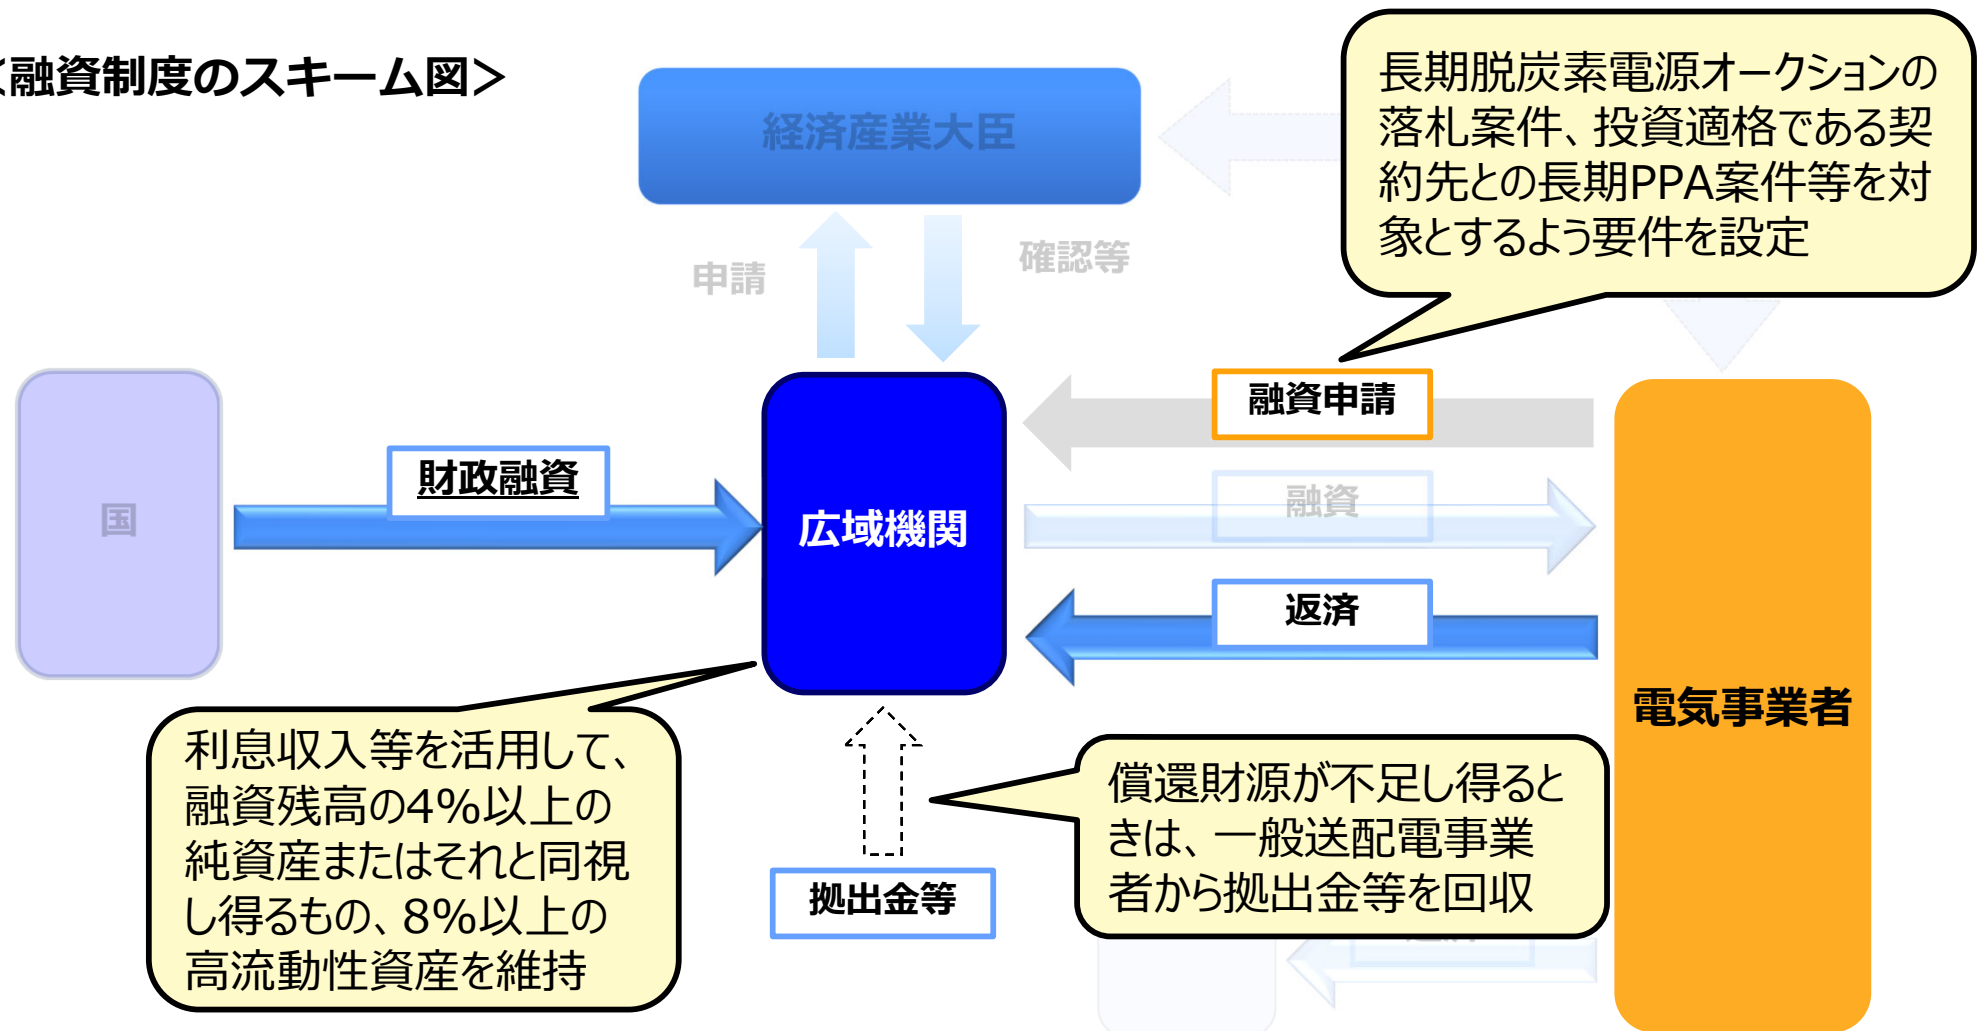 <融資制度のスキーム図>
経済産業大臣
長期脱炭素電源オークションの
落札案件、投資適格である契
約先との長期PPA案件等を対
象とするよう要件を設定
申請
確認等
国
財政融資
広域機関
融資申請
融資
返済
電気事業者
利息収入等を活用して、
融資残高の4%以上の
純資産またはそれと同視
し得るもの、8%以上の
高流動性資産を維持
拠出金等
償還財源が不足し得ると
きは、一般送配電事業
者から拠出金等を回収